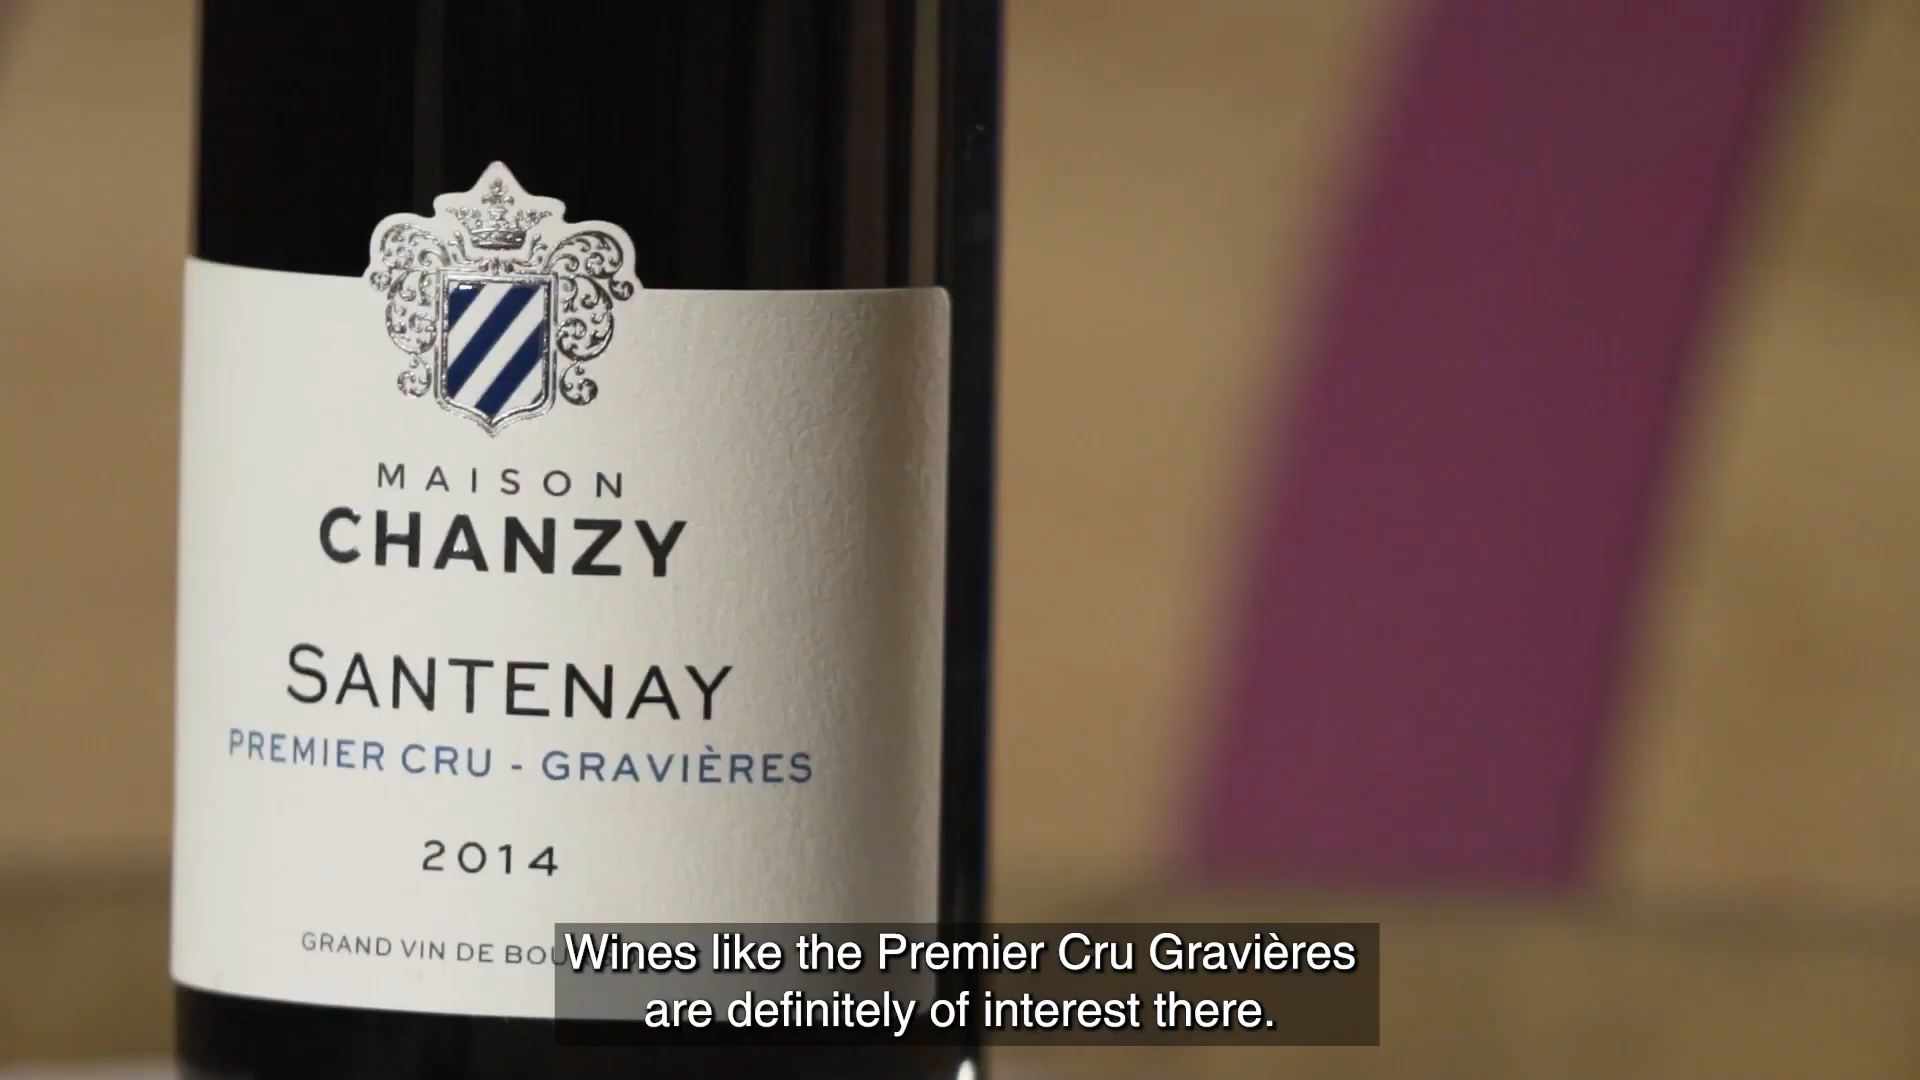 MAISON
CHANZY
SANTENAY
PREMIER CRU - GRAVIÈRES
2014
GRAND VIN DE
Wines like the Premier Cru Gravières
are definitely of interest there.